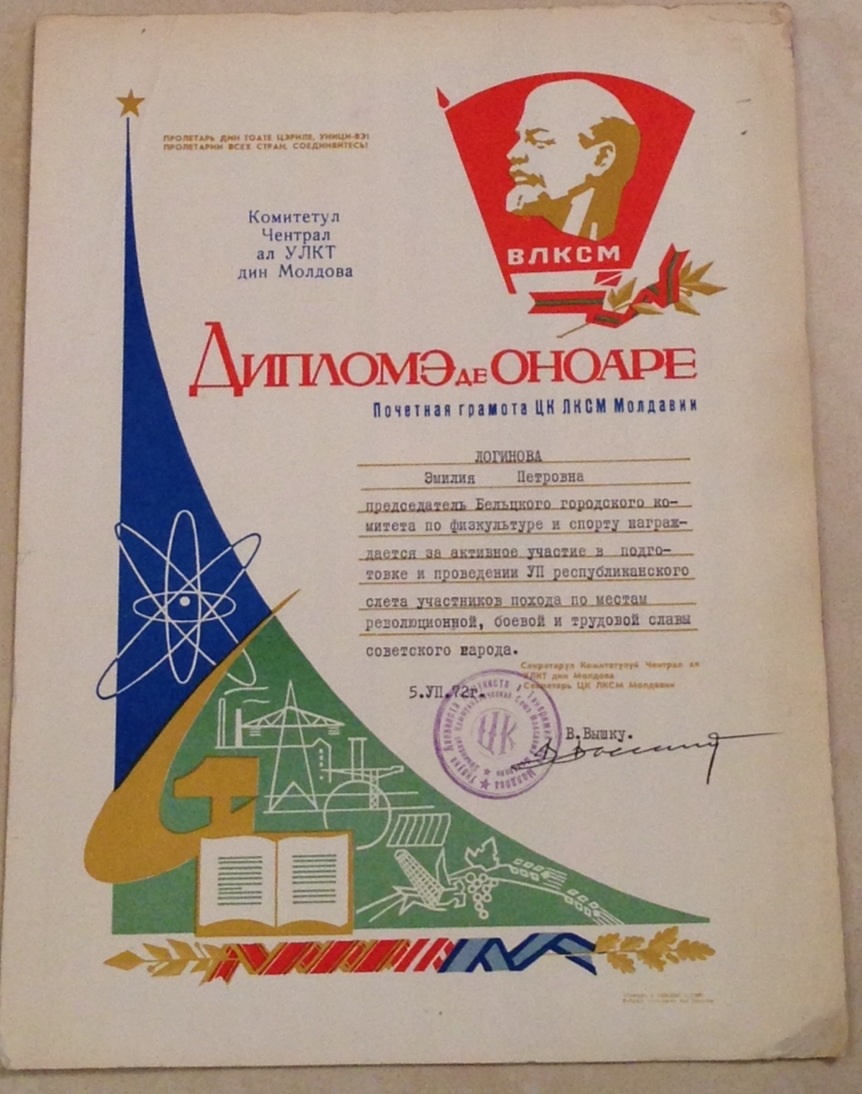 ПРОЛЕТАРЬ ДИН ТОАТЕ ЦЭРИЛЕ, УНИЦИ-ВЭ!
ПРОЛЕТАРИИ ВСЕХ СТРАН, СОЕДИНЯЙТЕСЬ!
ВЛКСМ
Комитетул
Чентрал
ал УЛКТ
дин Молдова
Дипломэ де оноаре
Почетная грамота ЦК ЛКСМ Молдавии
ЛОГИНОВА
Эмилия Петровна
председатель Бельцкого городского ко-
митета по физкультуре и спорту награж-
дается за активное участие в подго-
товке и проведении УП республиканского
слета участников похода по местам
революционной, боевой и трудовой славы
советского народа.
Секретарул Комитетулуй Чентрал ал
УЛКТ дин Молдова
Секретарь ЦК ЛКСМ Молдавии
5.УП.72г.
ЦК
Молдова
В.Вышку.